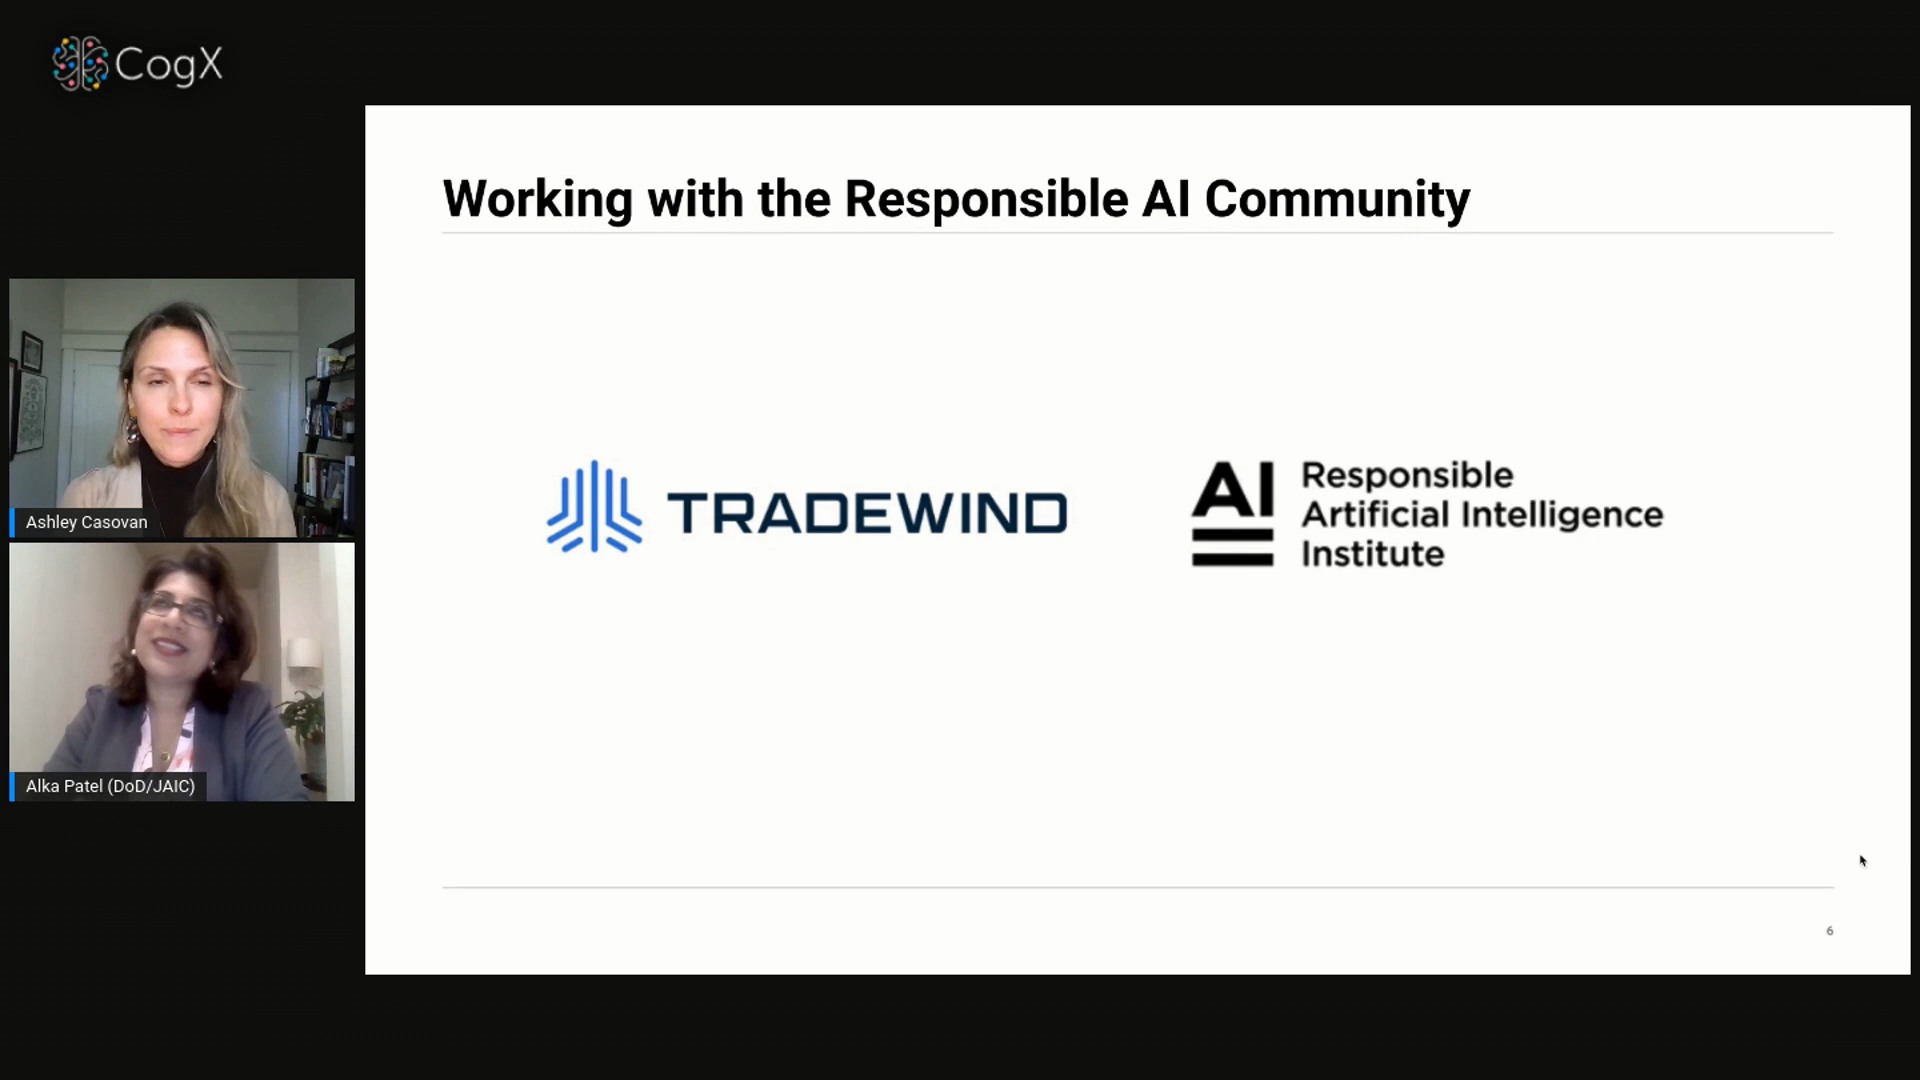 CogX
Working with the Responsible AI Community
Ashley Casovan
Alka Patel (DoD/JAIC)
TRADEWIND
AI
Responsible
Artificial Intelligence
Institute
6